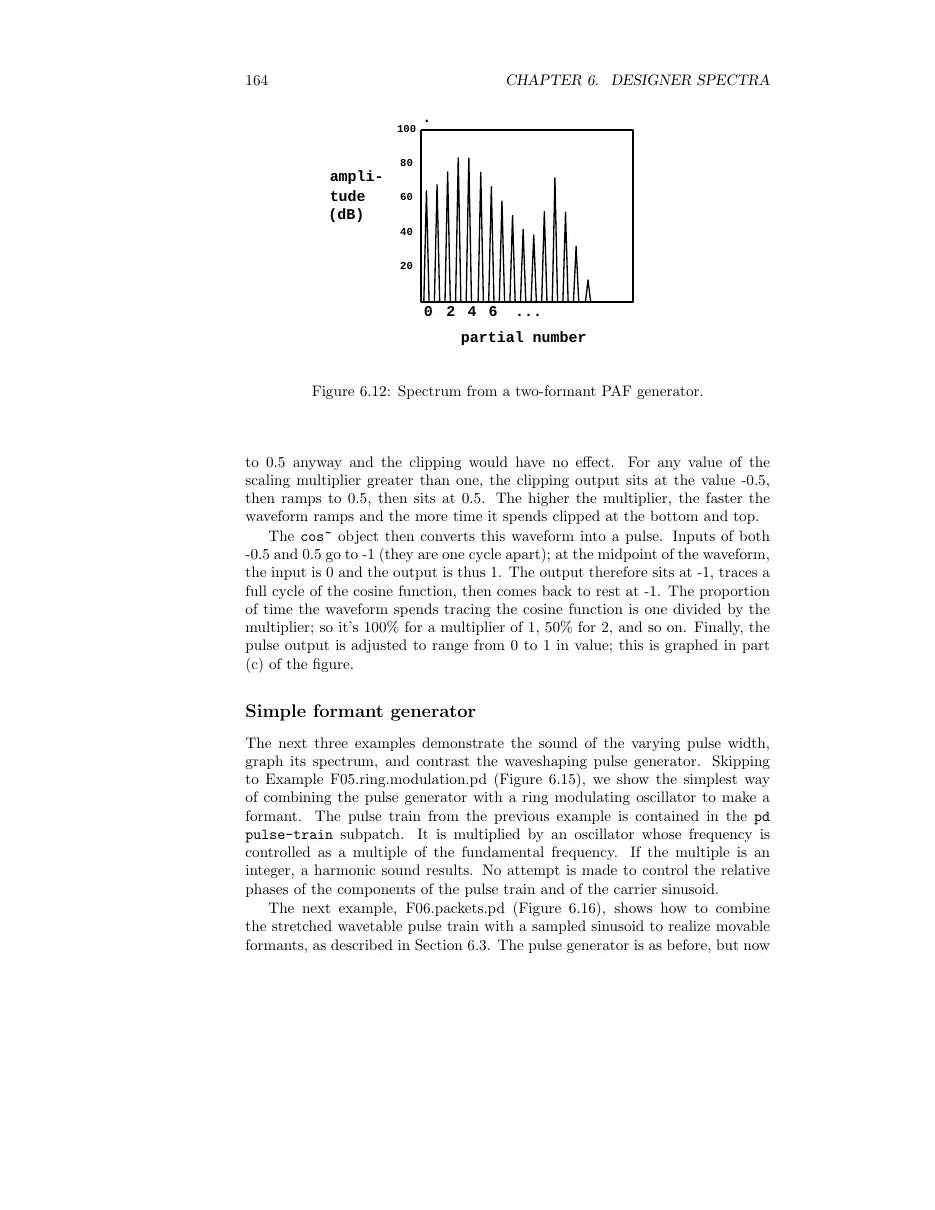 164 CHAPTER 6. DESIGNER SPECTRA
100
80
60
40
20
ampli-
tude
(dB)
0 2 4 6 ...
partial number
Figure 6.12: Spectrum from a two-formant PAF generator.
to 0.5 anyway and the clipping would have no effect. For any value of the
scaling multiplier greater than one, the clipping output sits at the value -0.5,
then ramps to 0.5, then sits at 0.5. The higher the multiplier, the faster the
waveform ramps and the more time it spends clipped at the bottom and top.
The cos~ object then converts this waveform into a pulse. Inputs of both
-0.5 and 0.5 go to -1 (they are one cycle apart); at the midpoint of the waveform,
the input is 0 and the output is thus 1. The output therefore sits at -1, traces a
full cycle of the cosine function, then comes back to rest at -1. The proportion
of time the waveform spends tracing the cosine function is one divided by the
multiplier; so it's 100% for a multiplier of 1, 50% for 2, and so on. Finally, the
pulse output is adjusted to range from 0 to 1 in value; this is graphed in part
(c) of the figure.
Simple formant generator
The next three examples demonstrate the sound of the varying pulse width,
graph its spectrum, and contrast the waveshaping pulse generator. Skipping
to Example F05.ring.modulation.pd (Figure 6.15), we show the simplest way
of combining the pulse generator with a ring modulating oscillator to make a
formant. The pulse train from the previous example is contained in the pd
pulse-train subpatch. It is multiplied by an oscillator whose frequency is
controlled as a multiple of the fundamental frequency. If the multiple is an
integer, a harmonic sound results. No attempt is made to control the relative
phases of the components of the pulse train and of the carrier sinusoid.
The next example, F06.packets.pd (Figure 6.16), shows how to combine
the stretched wavetable pulse train with a sampled sinusoid to realize movable
formants, as described in Section 6.3. The pulse generator is as before, but now